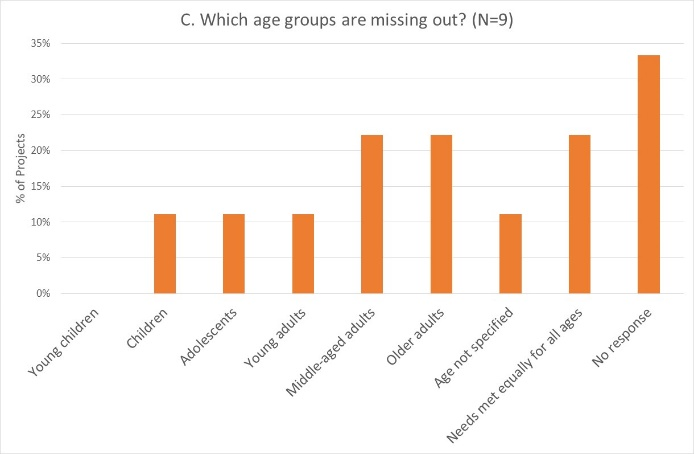 C. Which age groups are missing out? (N=9)
% of Projects
35%
30%
25%
20%
15%
10%
5%
0%
Young children
Children
Adolescents
Young adults
Middle-aged adults
Older adults
Age not specified
Needs met equally for all ages
No response